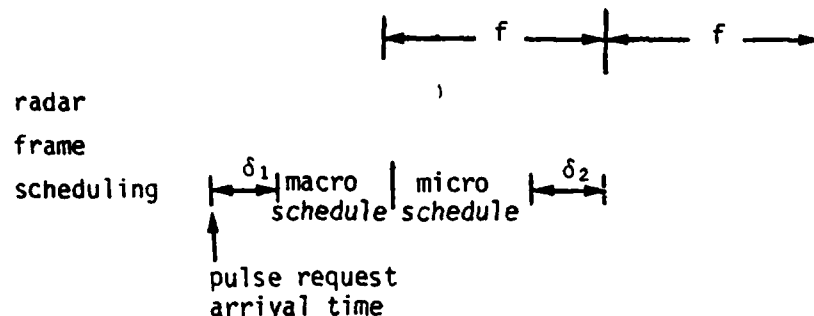 f f
radar
frame
scheduling δ1 macro micro δ2
schedule schedule
pulse request
arrival time